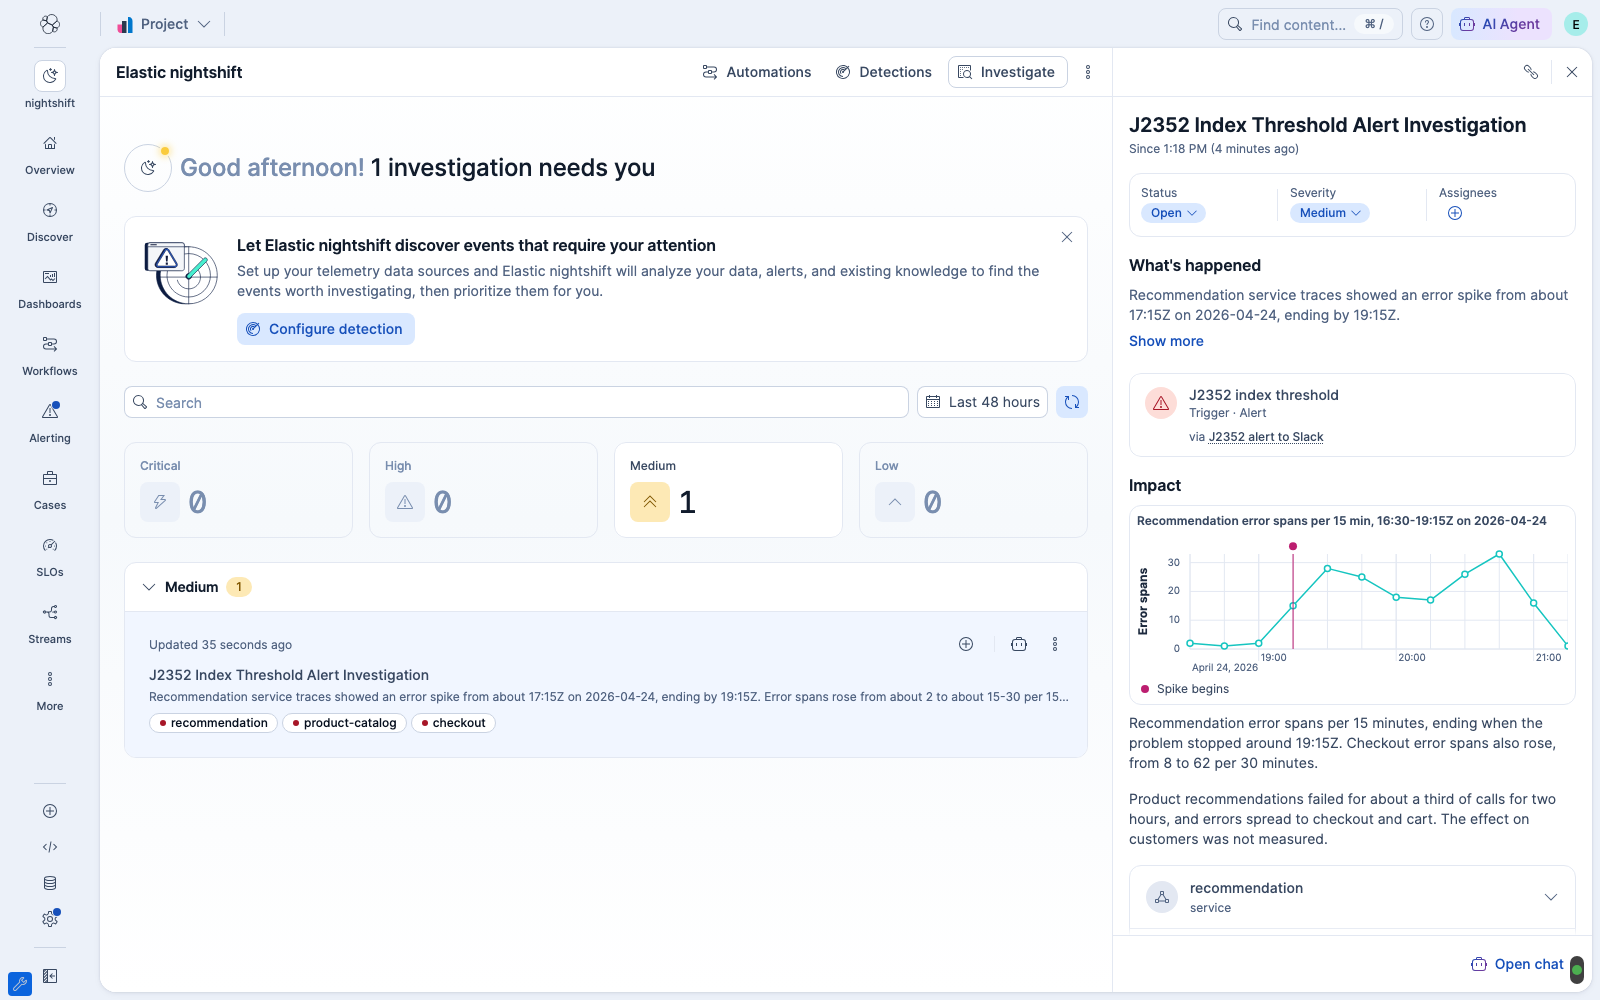 Project
Find content...
⌘ /
AI Agent
E
nightshift
Overview
Discover
Dashboards
Workflows
Alerting
Cases
SLOs
Streams
More
Elastic nightshift
Automations
Detections
Investigate
Good afternoon! 1 investigation needs you
Let Elastic nightshift discover events that require your attention
Set up your telemetry data sources and Elastic nightshift will analyze your data, alerts, and existing knowledge to find the
events worth investigating, then prioritize them for you.
Configure detection
Search
Last 48 hours
Critical
0
High
0
Medium
1
Low
0
Medium 1
Updated 35 seconds ago
J2352 Index Threshold Alert Investigation
Recommendation service traces showed an error spike from about 17:15Z on 2026-04-24, ending by 19:15Z. Error spans rose from about 2 to about 15-30 per 15...
recommendation
product-catalog
checkout
J2352 Index Threshold Alert Investigation
Since 1:18 PM (4 minutes ago)
Status
Open
Severity
Medium
Assignees
What's happened
Recommendation service traces showed an error spike from about
17:15Z on 2026-04-24, ending by 19:15Z.
Show more
J2352 index threshold
Trigger · Alert
via J2352 alert to Slack
Impact
Recommendation error spans per 15 min, 16:30-19:15Z on 2026-04-24
Error spans
30
20
10
0
19:00
20:00
21:00
April 24, 2026
Spike begins
Recommendation error spans per 15 minutes, ending when the
problem stopped around 19:15Z. Checkout error spans also rose,
from 8 to 62 per 30 minutes.
Product recommendations failed for about a third of calls for two
hours, and errors spread to checkout and cart. The effect on
customers was not measured.
recommendation
service
Open chat